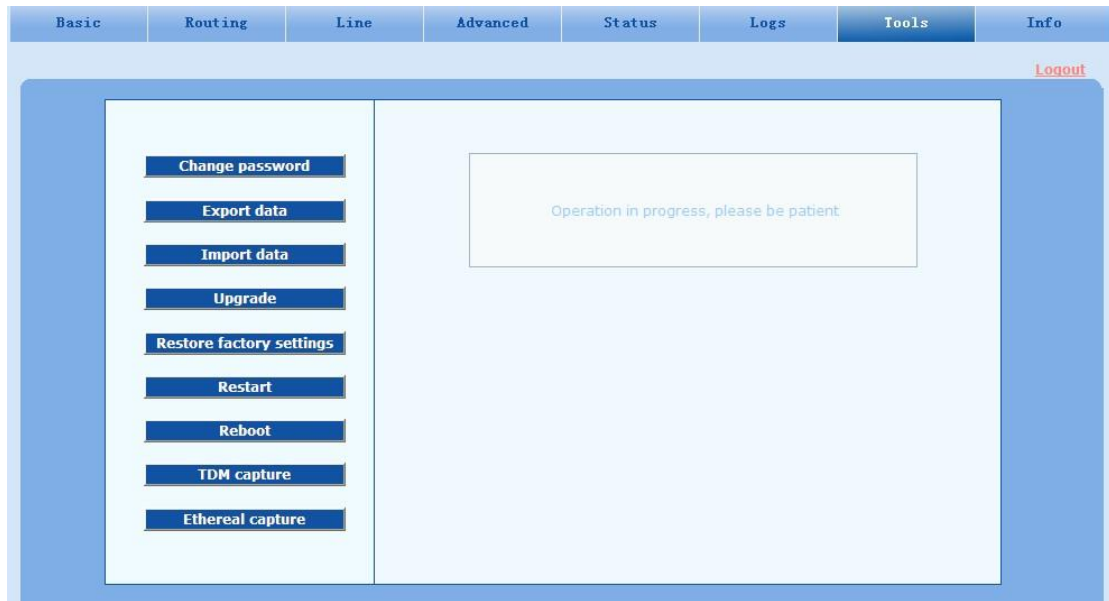 Basic Routing Line Advanced Status Logs Tools Info
Logout
Change password
Export data
Import data
Upgrade
Restore factory settings
Restart
Reboot
TDM capture
Ethereal capture
Operation in progress, please be patient